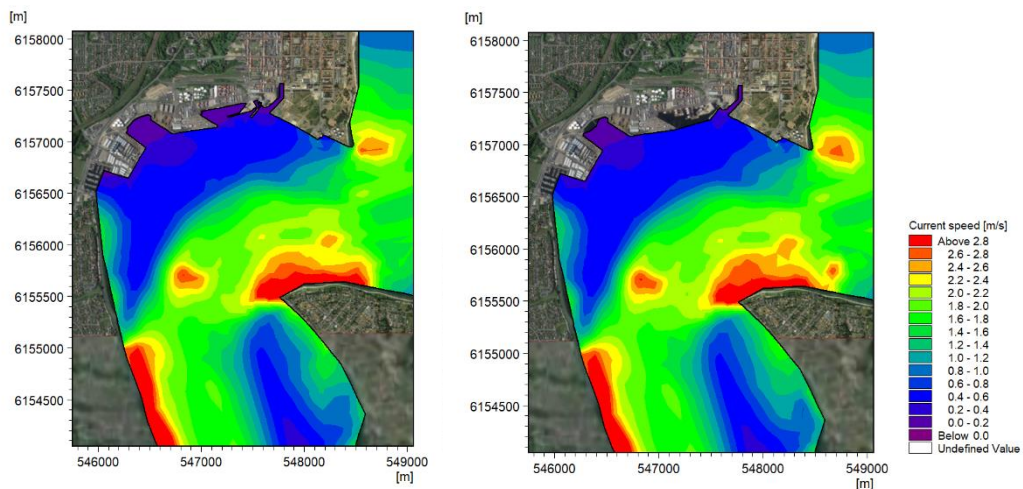 [m]
6158000
6157500
6157000
6156500
6156000
6155500
6155000
6154500
546000 547000 548000 549000
[m]
[m]
6158000
6157500
6157000
6156500
6156000
6155500
6155000
6154500
546000 547000 548000 549000
[m]
Current speed [m/s]
Above 2.8
2.6 - 2.8
2.4 - 2.6
2.2 - 2.4
2.0 - 2.2
1.8 - 2.0
1.6 - 1.8
1.4 - 1.6
1.2 - 1.4
1.0 - 1.2
0.8 - 1.0
0.6 - 0.8
0.4 - 0.6
0.2 - 0.4
0.0 - 0.2
Below 0.0
Undefined Value